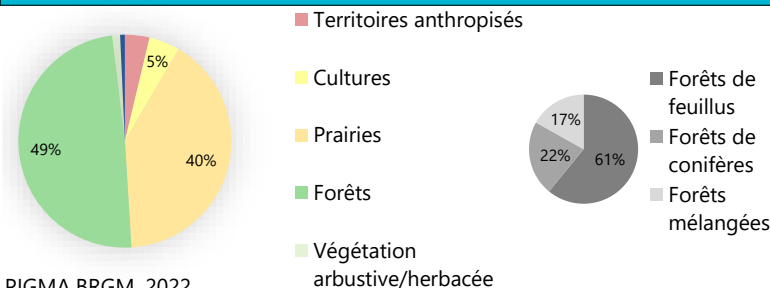 Territoires anthropisés
5%
Cultures
49%
40%
Prairies
Forêts
Végétation
arbustive/herbacée
PIGMA BRGM, 2022
17%
22%
61%
Forêts de
feuillus
Forêts de
conifères
Forêts
mélangées